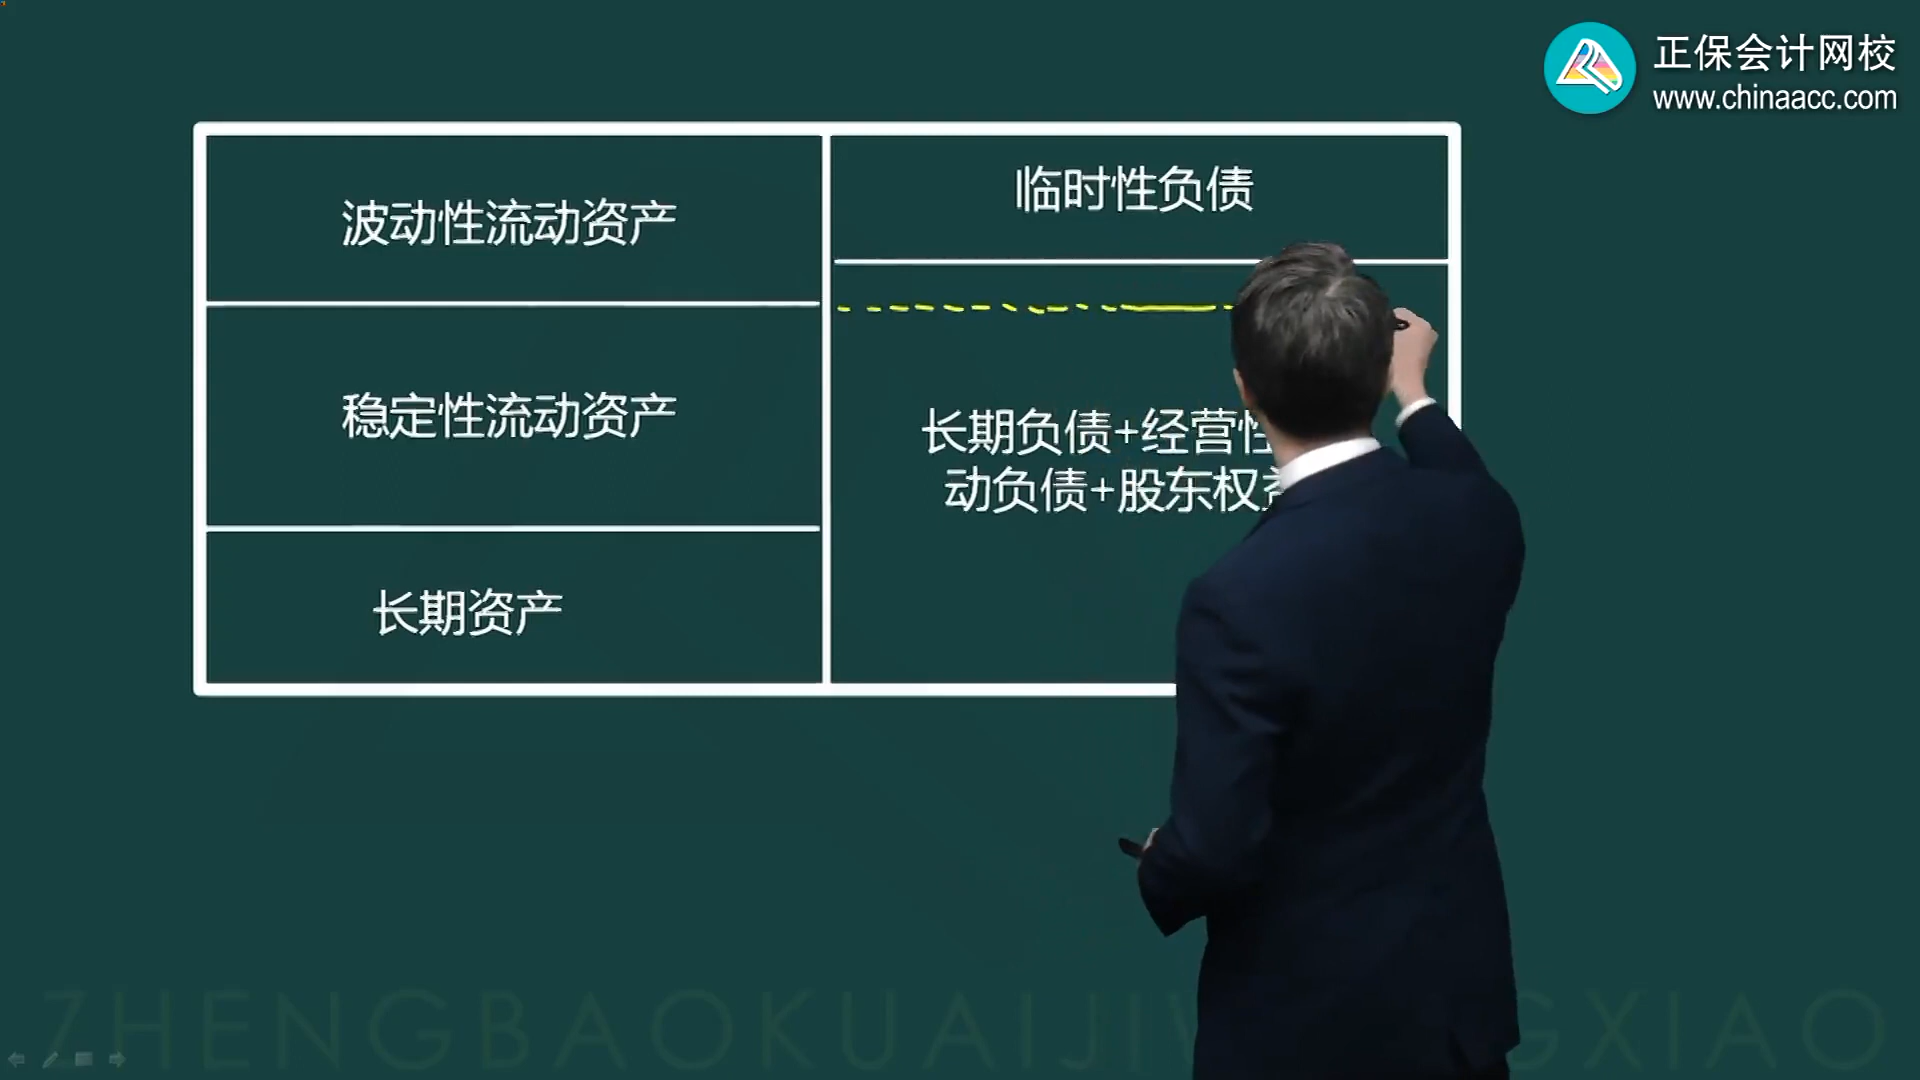 正保会计网校
www.chinaacc.com
波动性流动资产
临时性负债
稳定性流动资产
长期负债+经营性
动负债+股东权
长期资产
ZHENGBAOKUAIJIW GXIAO